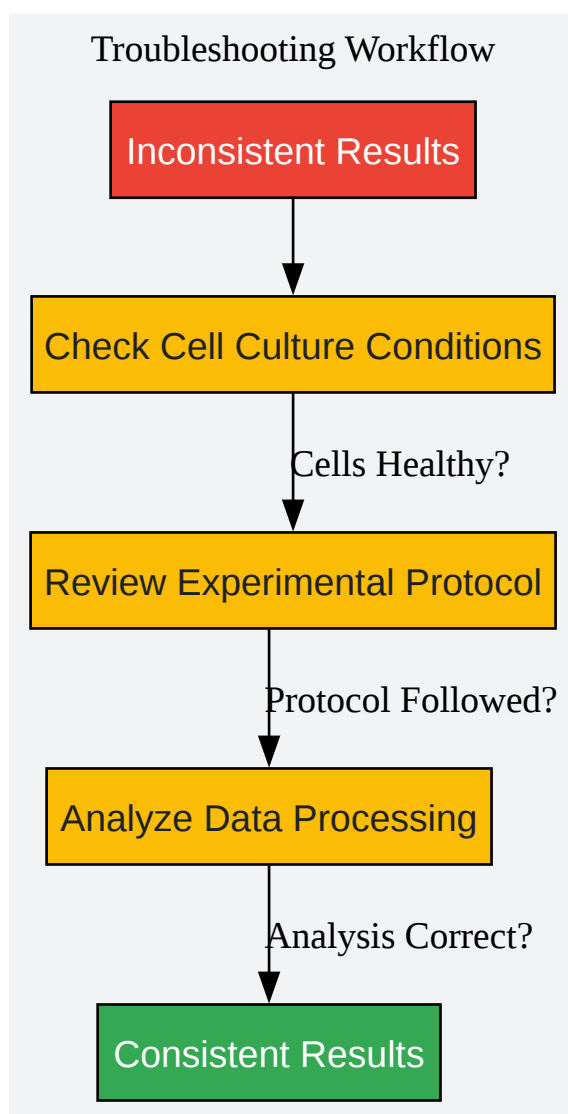 Troubleshooting Workflow
Inconsistent Results
Check Cell Culture Conditions
Cells Healthy?
Review Experimental Protocol
Protocol Followed?
Analyze Data Processing
Analysis Correct?
Consistent Results